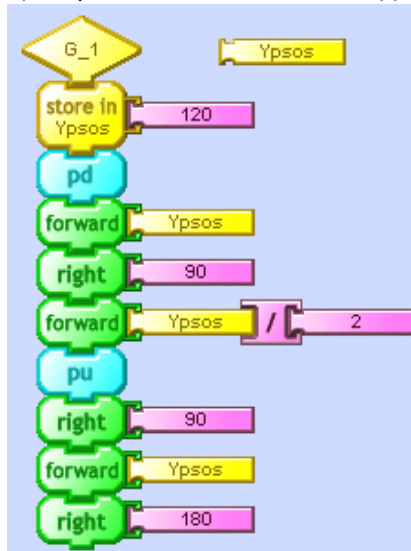 G_1 Ypsos
store in 120
Ypsos
pd
forward Ypsos
right 90
forward Ypsos / 2
pu
right 90
forward Ypsos
right 180